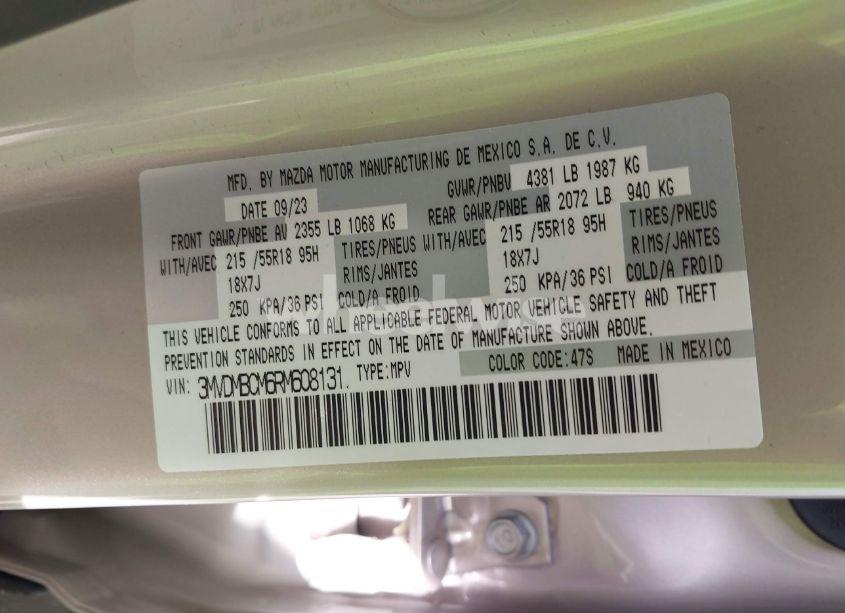 MFD. BY MAZDA MOTOR MANUFACTURING DE MEXICO S.A. DE C.V.
DATE 09/23 GVWR/PNBV 4381 LB 1987 KG
FRONT GAWR/PNBE AV 2355 LB 1068 KG REAR GAWR/PNBE AR 2072 LB 940 KG
WITH/AVEC 215 /55R18 95H TIRES/PNEUS WITH/AVEC 215 /55R18 95H TIRES/PNEUS
18X7J RIMS/JANTES 18X7J RIMS/JANTES
250 KPA/36 PSI COLD/A FROID 250 KPA/36 PSI COLD/A FROID
THIS VEHICLE CONFORMS TO ALL APPLICABLE FEDERAL MOTOR VEHICLE SAFETY AND THEFT
PREVENTION STANDARDS IN EFFECT ON THE DATE OF MANUFACTURE SHOWN ABOVE.
COLOR CODE:47S MADE IN MEXICO
VIN: 3MVDMBCM6RM608131. TYPE:MPV